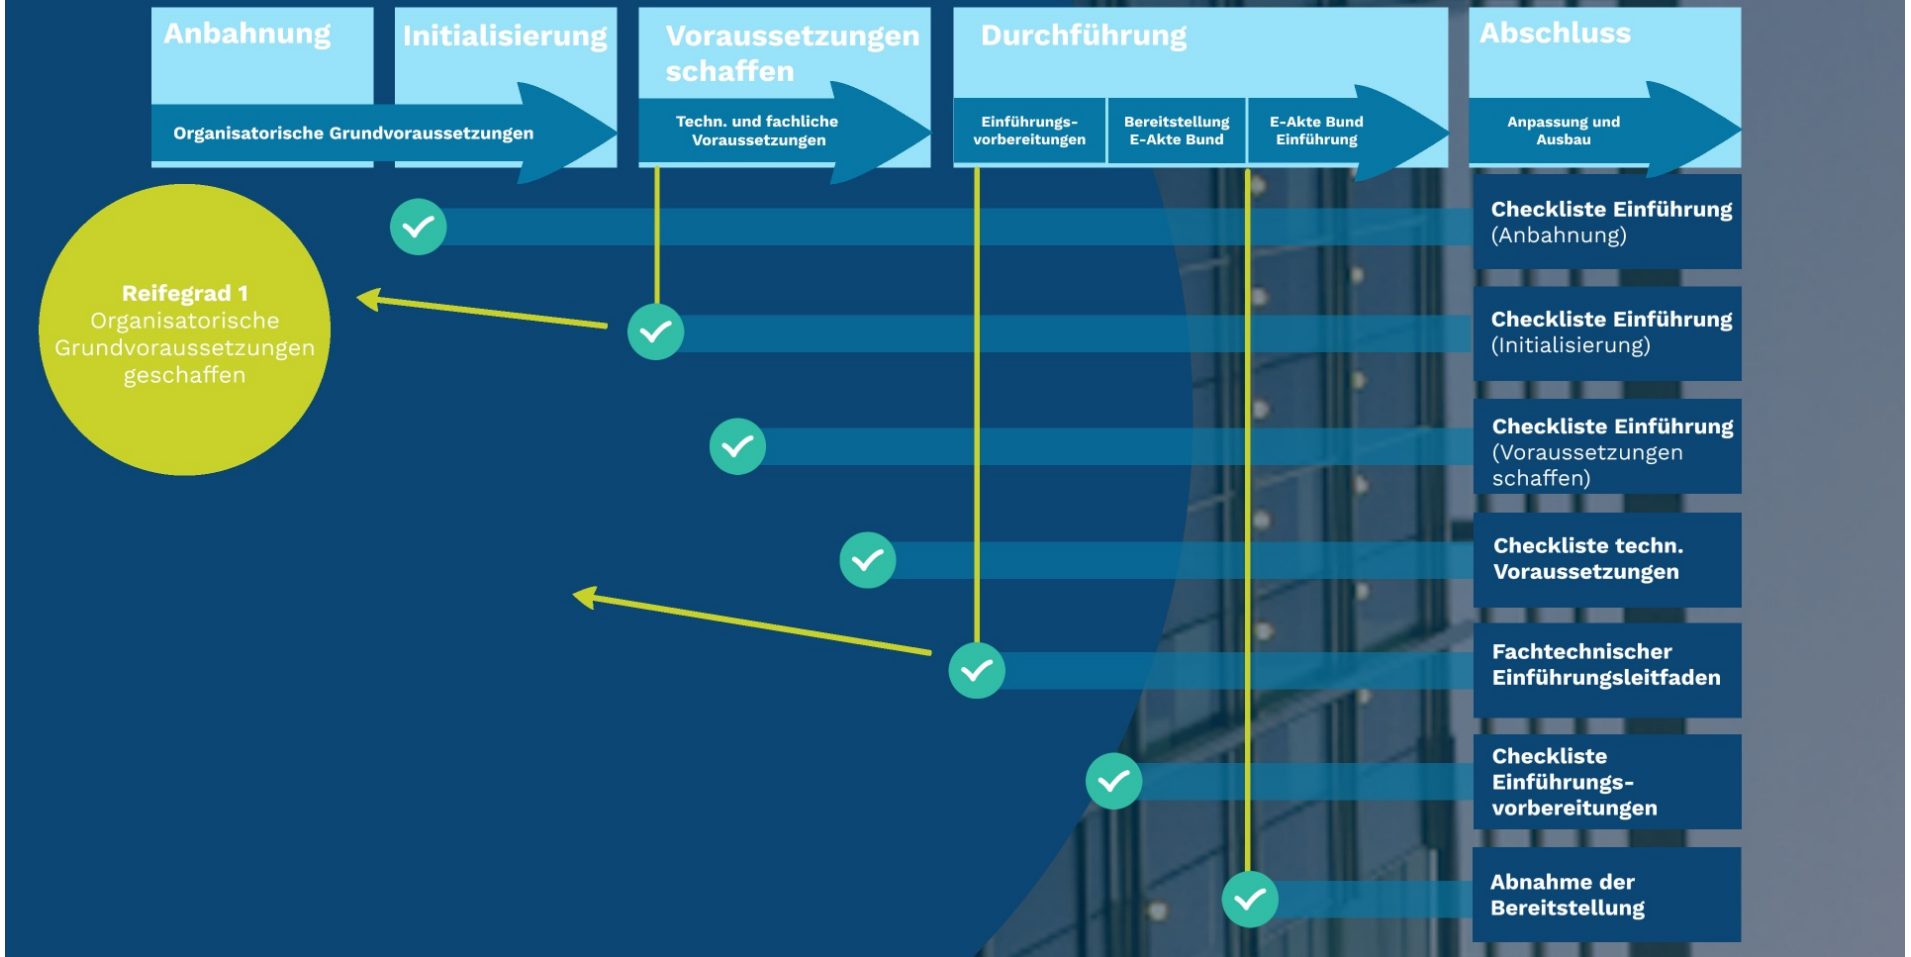 Anbahnung
Initialisierung
Voraussetzungen
schaffen
Durchführung
Abschluss
Organisatorische Grundvoraussetzungen
Techn. und fachliche
Voraussetzungen
Einführungs-
vorbereitungen
Bereitstellung
E-Akte Bund
E-Akte Bund
Einführung
Anpassung und
Ausbau
Reifegrad 1
Organisatorische
Grundvoraussetzungen
geschaffen
Checkliste Einführung
(Anbahnung)
Checkliste Einführung
(Initialisierung)
Checkliste Einführung
(Voraussetzungen
schaffen)
Checkliste techn.
Voraussetzungen
Fachtechnischer
Einführungsleitfaden
Checkliste
Einführungs-
vorbereitungen
Abnahme der
Bereitstellung